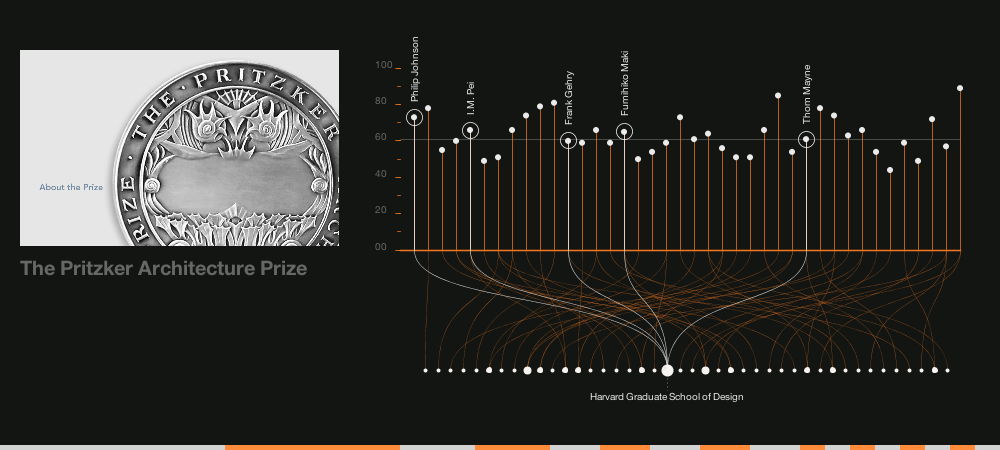 THE · PRITZKER
RIZE
About the Prize
The Pritzker Architecture Prize
100
80
60
40
20
00
Philip Johnson
I.M. Pei
Frank Gehry
Fumihiko Maki
Thom Mayne
Harvard Graduate School of Design